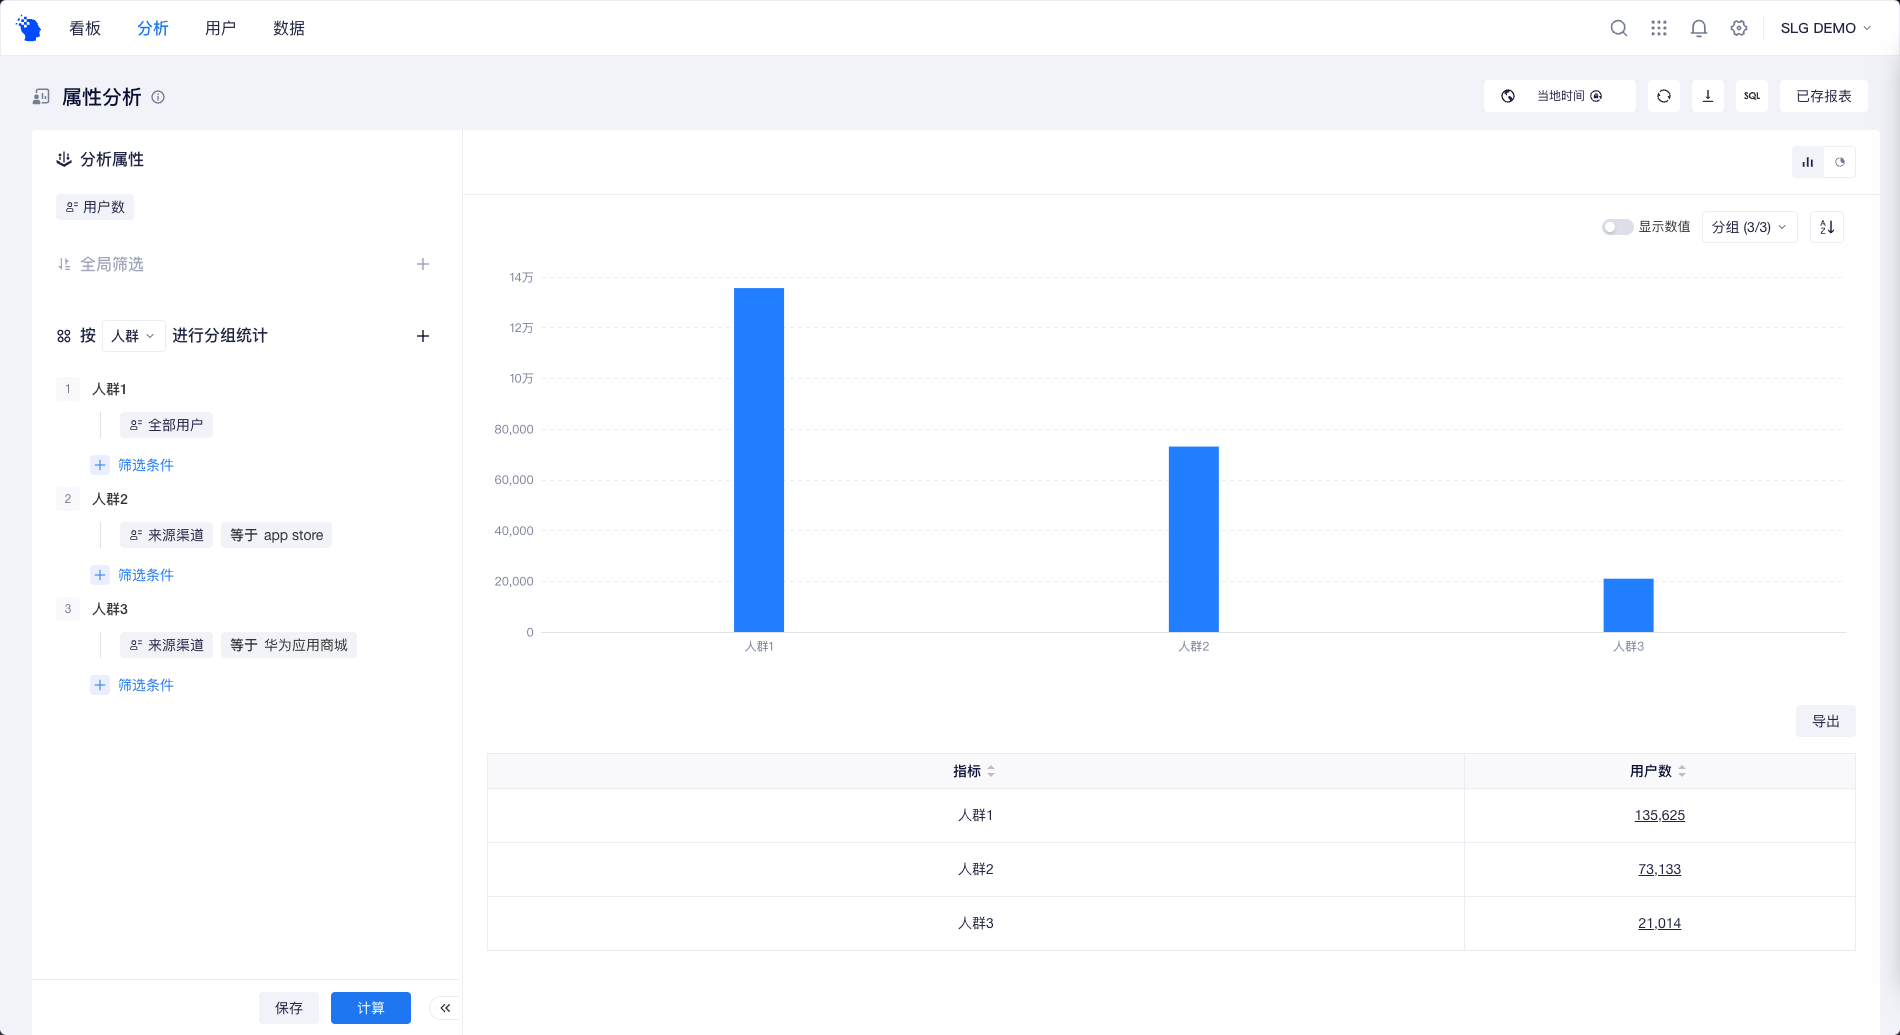 看板 分析 用户 数据 SLG DEMO
属性分析 当地时间 SQL 已存报表
分析属性
用户数
全局筛选
按 人群 进行分组统计
1 人群1
全部用户
筛选条件
2 人群2
来源渠道 等于 app store
筛选条件
3 人群3
来源渠道 等于 华为应用商城
筛选条件
保存 计算
显示数值 分组 (3/3) A Z
14万
12万
10万
80,000
60,000
40,000
20,000
0
人群1 人群2 人群3
导出
指标 用户数
人群1 135,625
人群2 73,133
人群3 21,014